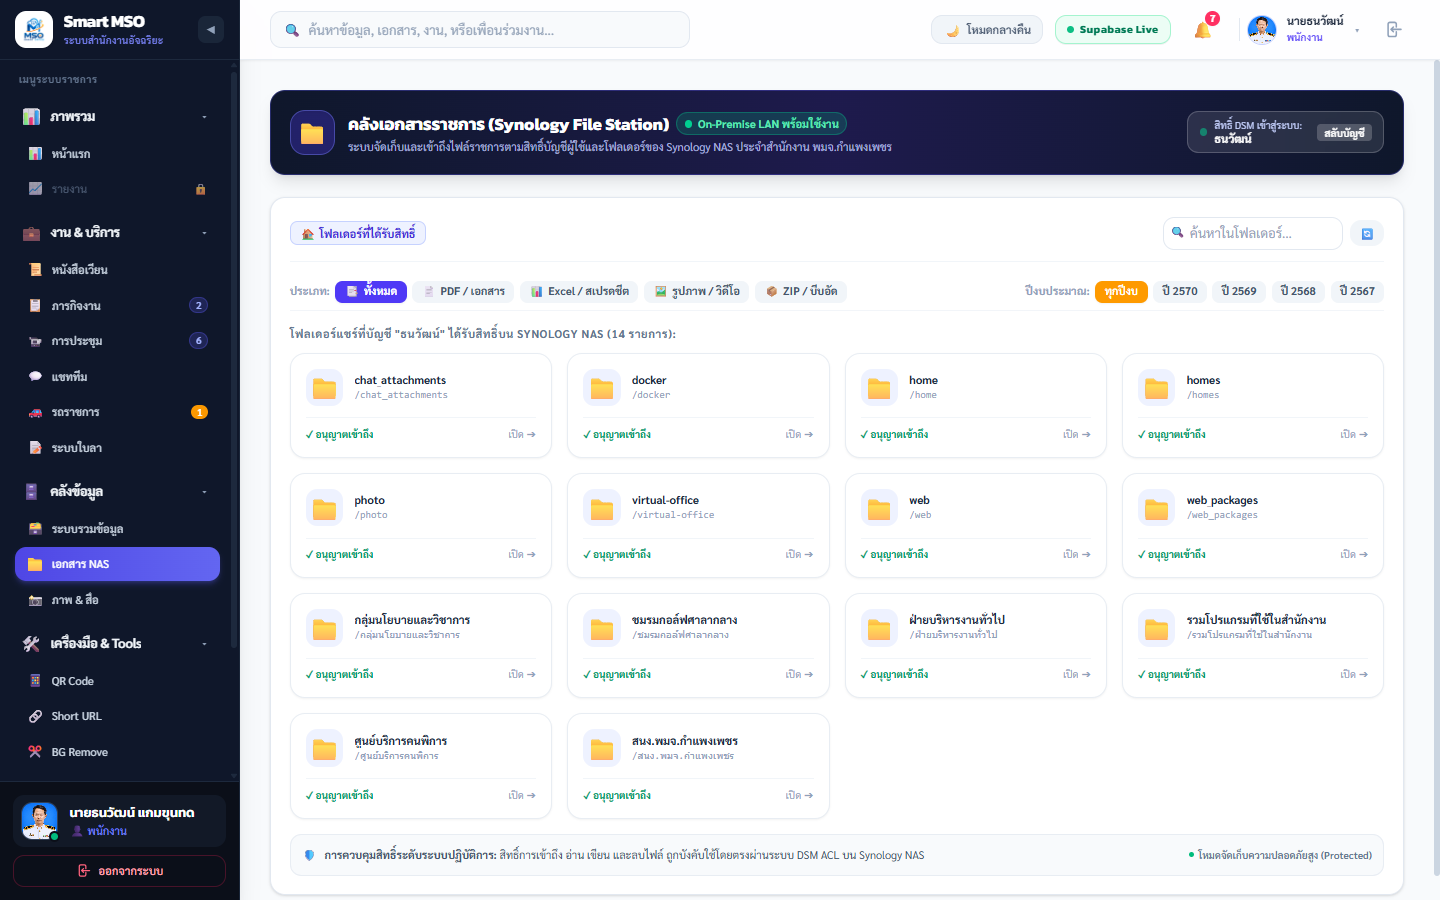 Smart MSO
ระบบสำนักงานอัจฉริยะ
ค้นหาข้อมูล, เอกสาร, งาน, หรือเพื่อนร่วมงาน...
โหมดกลางคืน
Supabase Live
7
นายธนวัฒน์
พนักงาน
เมนูระบบราชการ
ภาพรวม
หน้าแรก
รายงาน
งาน & บริการ
หนังสือเวียน
ภารกิจงาน 2
การประชุม 6
แชททีม
รถราชการ 1
ระบบใบลา
คลังข้อมูล
ระบบรวมข้อมูล
เอกสาร NAS
ภาพ & สื่อ
เครื่องมือ & Tools
QR Code
Short URL
BG Remove
นายธนวัฒน์ แกมขุนทด
พนักงาน
ออกจากระบบ
คลังเอกสารราชการ (Synology File Station)
On-Premise LAN พร้อมใช้งาน
ระบบจัดเก็บและเข้าถึงไฟล์ราชการตามสิทธิ์บัญชีผู้ใช้และโฟลเดอร์ของ Synology NAS ประจำสำนักงาน พมจ.กำแพงเพชร
สิทธิ์ DSM เข้าสู่ระบบ:
ธนวัฒน์
สลับบัญชี
โฟลเดอร์ที่ได้รับสิทธิ์
ค้นหาในโฟลเดอร์...
ประเภท: ทั้งหมด PDF / เอกสาร Excel / สเปรดชีต รูปภาพ / วิดีโอ ZIP / บีบอัด
ปีงบประมาณ: ทุกปีงบ ปี 2570 ปี 2569 ปี 2568 ปี 2567
โฟลเดอร์แชร์ที่บัญชี "ธนวัฒน์" ได้รับสิทธิ์บน SYNOLOGY NAS (14 รายการ):
chat_attachments
/chat_attachments
✓ อนุญาตเข้าถึง เปิด →
docker
/docker
✓ อนุญาตเข้าถึง เปิด →
home
/home
✓ อนุญาตเข้าถึง เปิด →
homes
/homes
✓ อนุญาตเข้าถึง เปิด →
photo
/photo
✓ อนุญาตเข้าถึง เปิด →
virtual-office
/virtual-office
✓ อนุญาตเข้าถึง เปิด →
web
/web
✓ อนุญาตเข้าถึง เปิด →
web_packages
/web_packages
✓ อนุญาตเข้าถึง เปิด →
กลุ่มนโยบายและวิชาการ
/กลุ่มนโยบายและวิชาการ
✓ อนุญาตเข้าถึง เปิด →
ชมรมกอล์ฟศาลากลาง
/ชมรมกอล์ฟศาลากลาง
✓ อนุญาตเข้าถึง เปิด →
ฝ่ายบริหารงานทั่วไป
/ฝ่ายบริหารงานทั่วไป
✓ อนุญาตเข้าถึง เปิด →
รวมโปรแกรมที่ใช้ในสำนักงาน
/รวมโปรแกรมที่ใช้ในสำนักงาน
✓ อนุญาตเข้าถึง เปิด →
ศูนย์บริการคนพิการ
/ศูนย์บริการคนพิการ
✓ อนุญาตเข้าถึง เปิด →
สนง.พมจ.กำแพงเพชร
/สนง.พมจ.กำแพงเพชร
✓ อนุญาตเข้าถึง เปิด →
การควบคุมสิทธิ์ระดับระบบปฏิบัติการ: สิทธิ์การเข้าถึง อ่าน เขียน และลบไฟล์ ถูกบังคับใช้โดยตรงผ่านระบบ DSM ACL บน Synology NAS
โหมดจัดเก็บความปลอดภัยสูง (Protected)